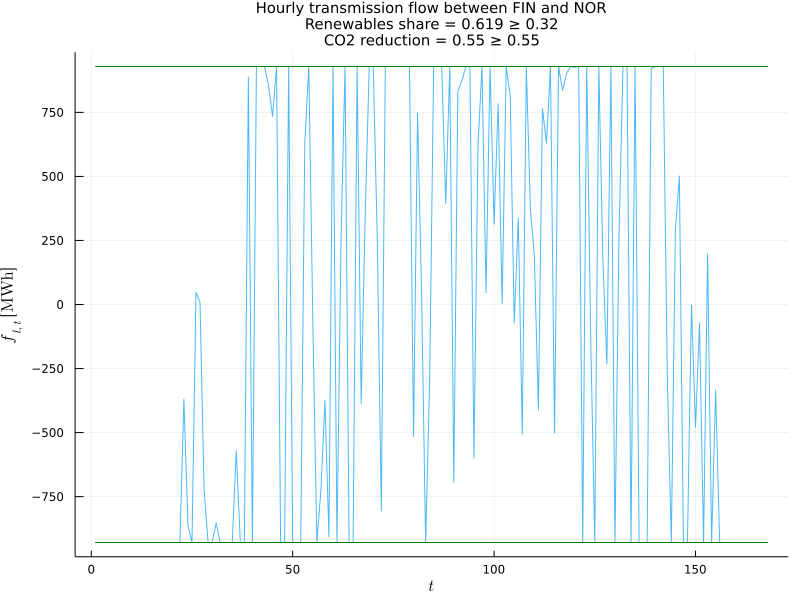 Hourly transmission flow between FIN and NOR
Renewables share = 0.619 ≥ 0.32
CO2 reduction = 0.55 ≥ 0.55
750
500
250
0
−250
−500
−750
f_{l,t} [MWh]
0 50 100 150
t